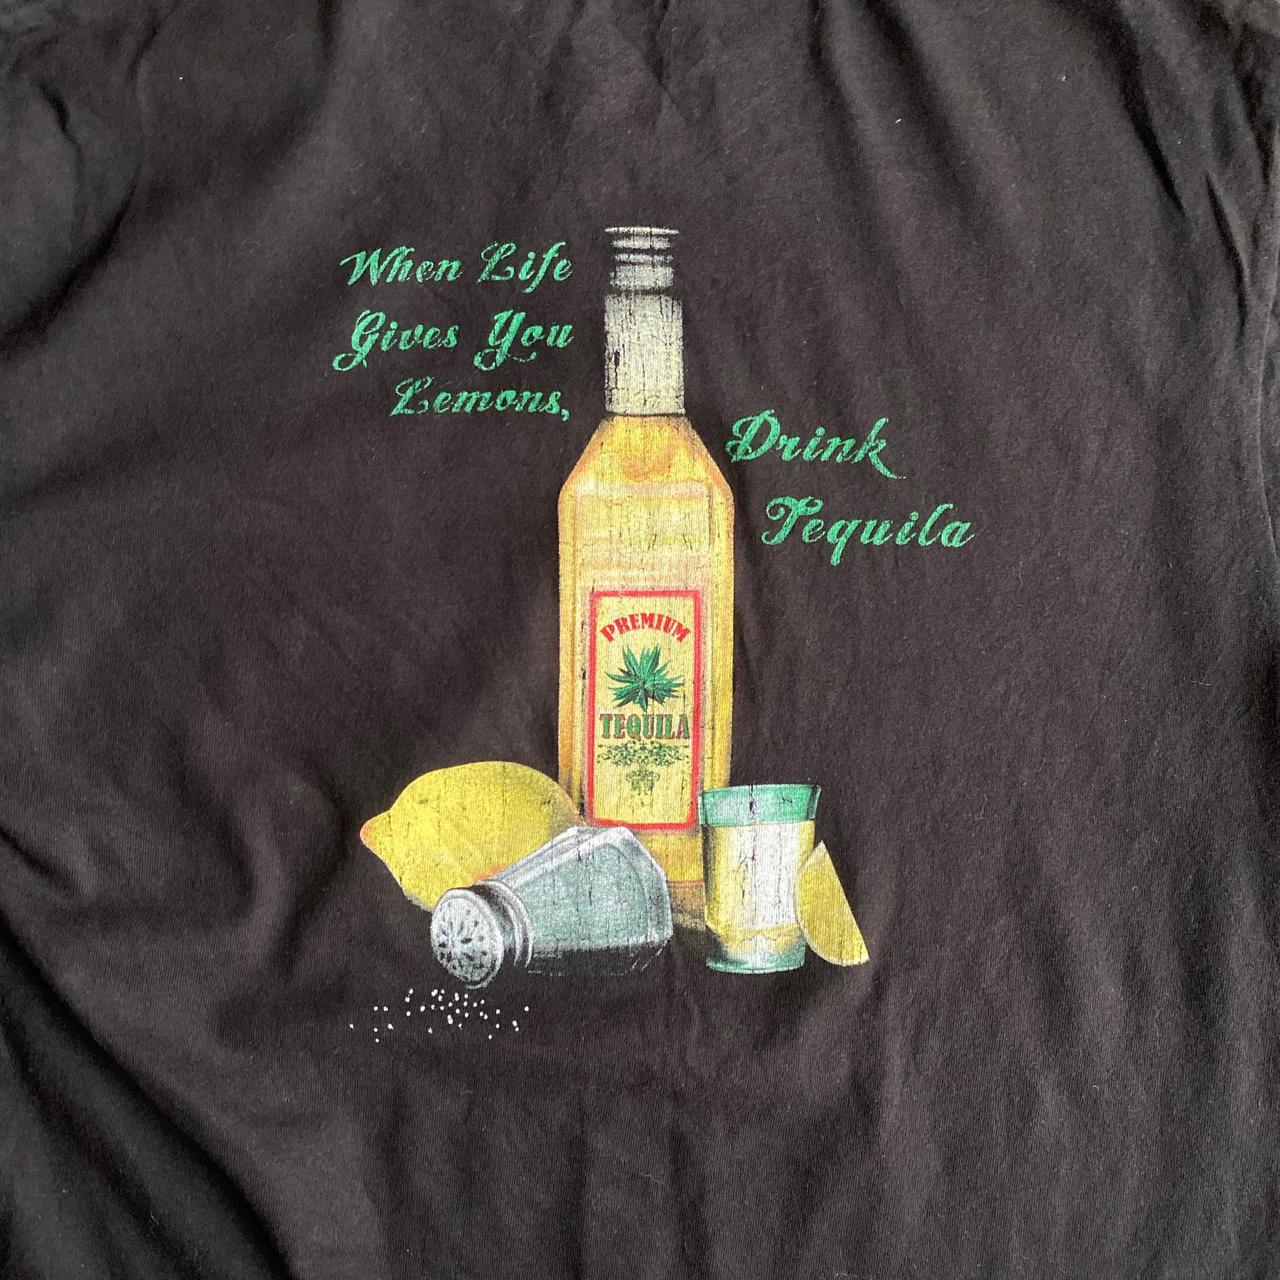 When Life
Gives You
Lemons,
Drink
Tequila
PREMIUM
TEQUILA